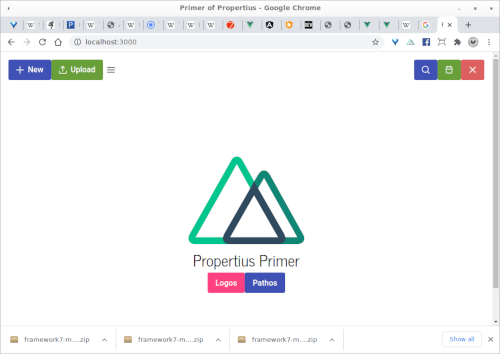 Primer of Propertius - Google Chrome
localhost:3000
New
Upload
Propertius Primer
Logos
Pathos
framework7-m....zip
framework7-m....zip
framework7-m....zip
Show all